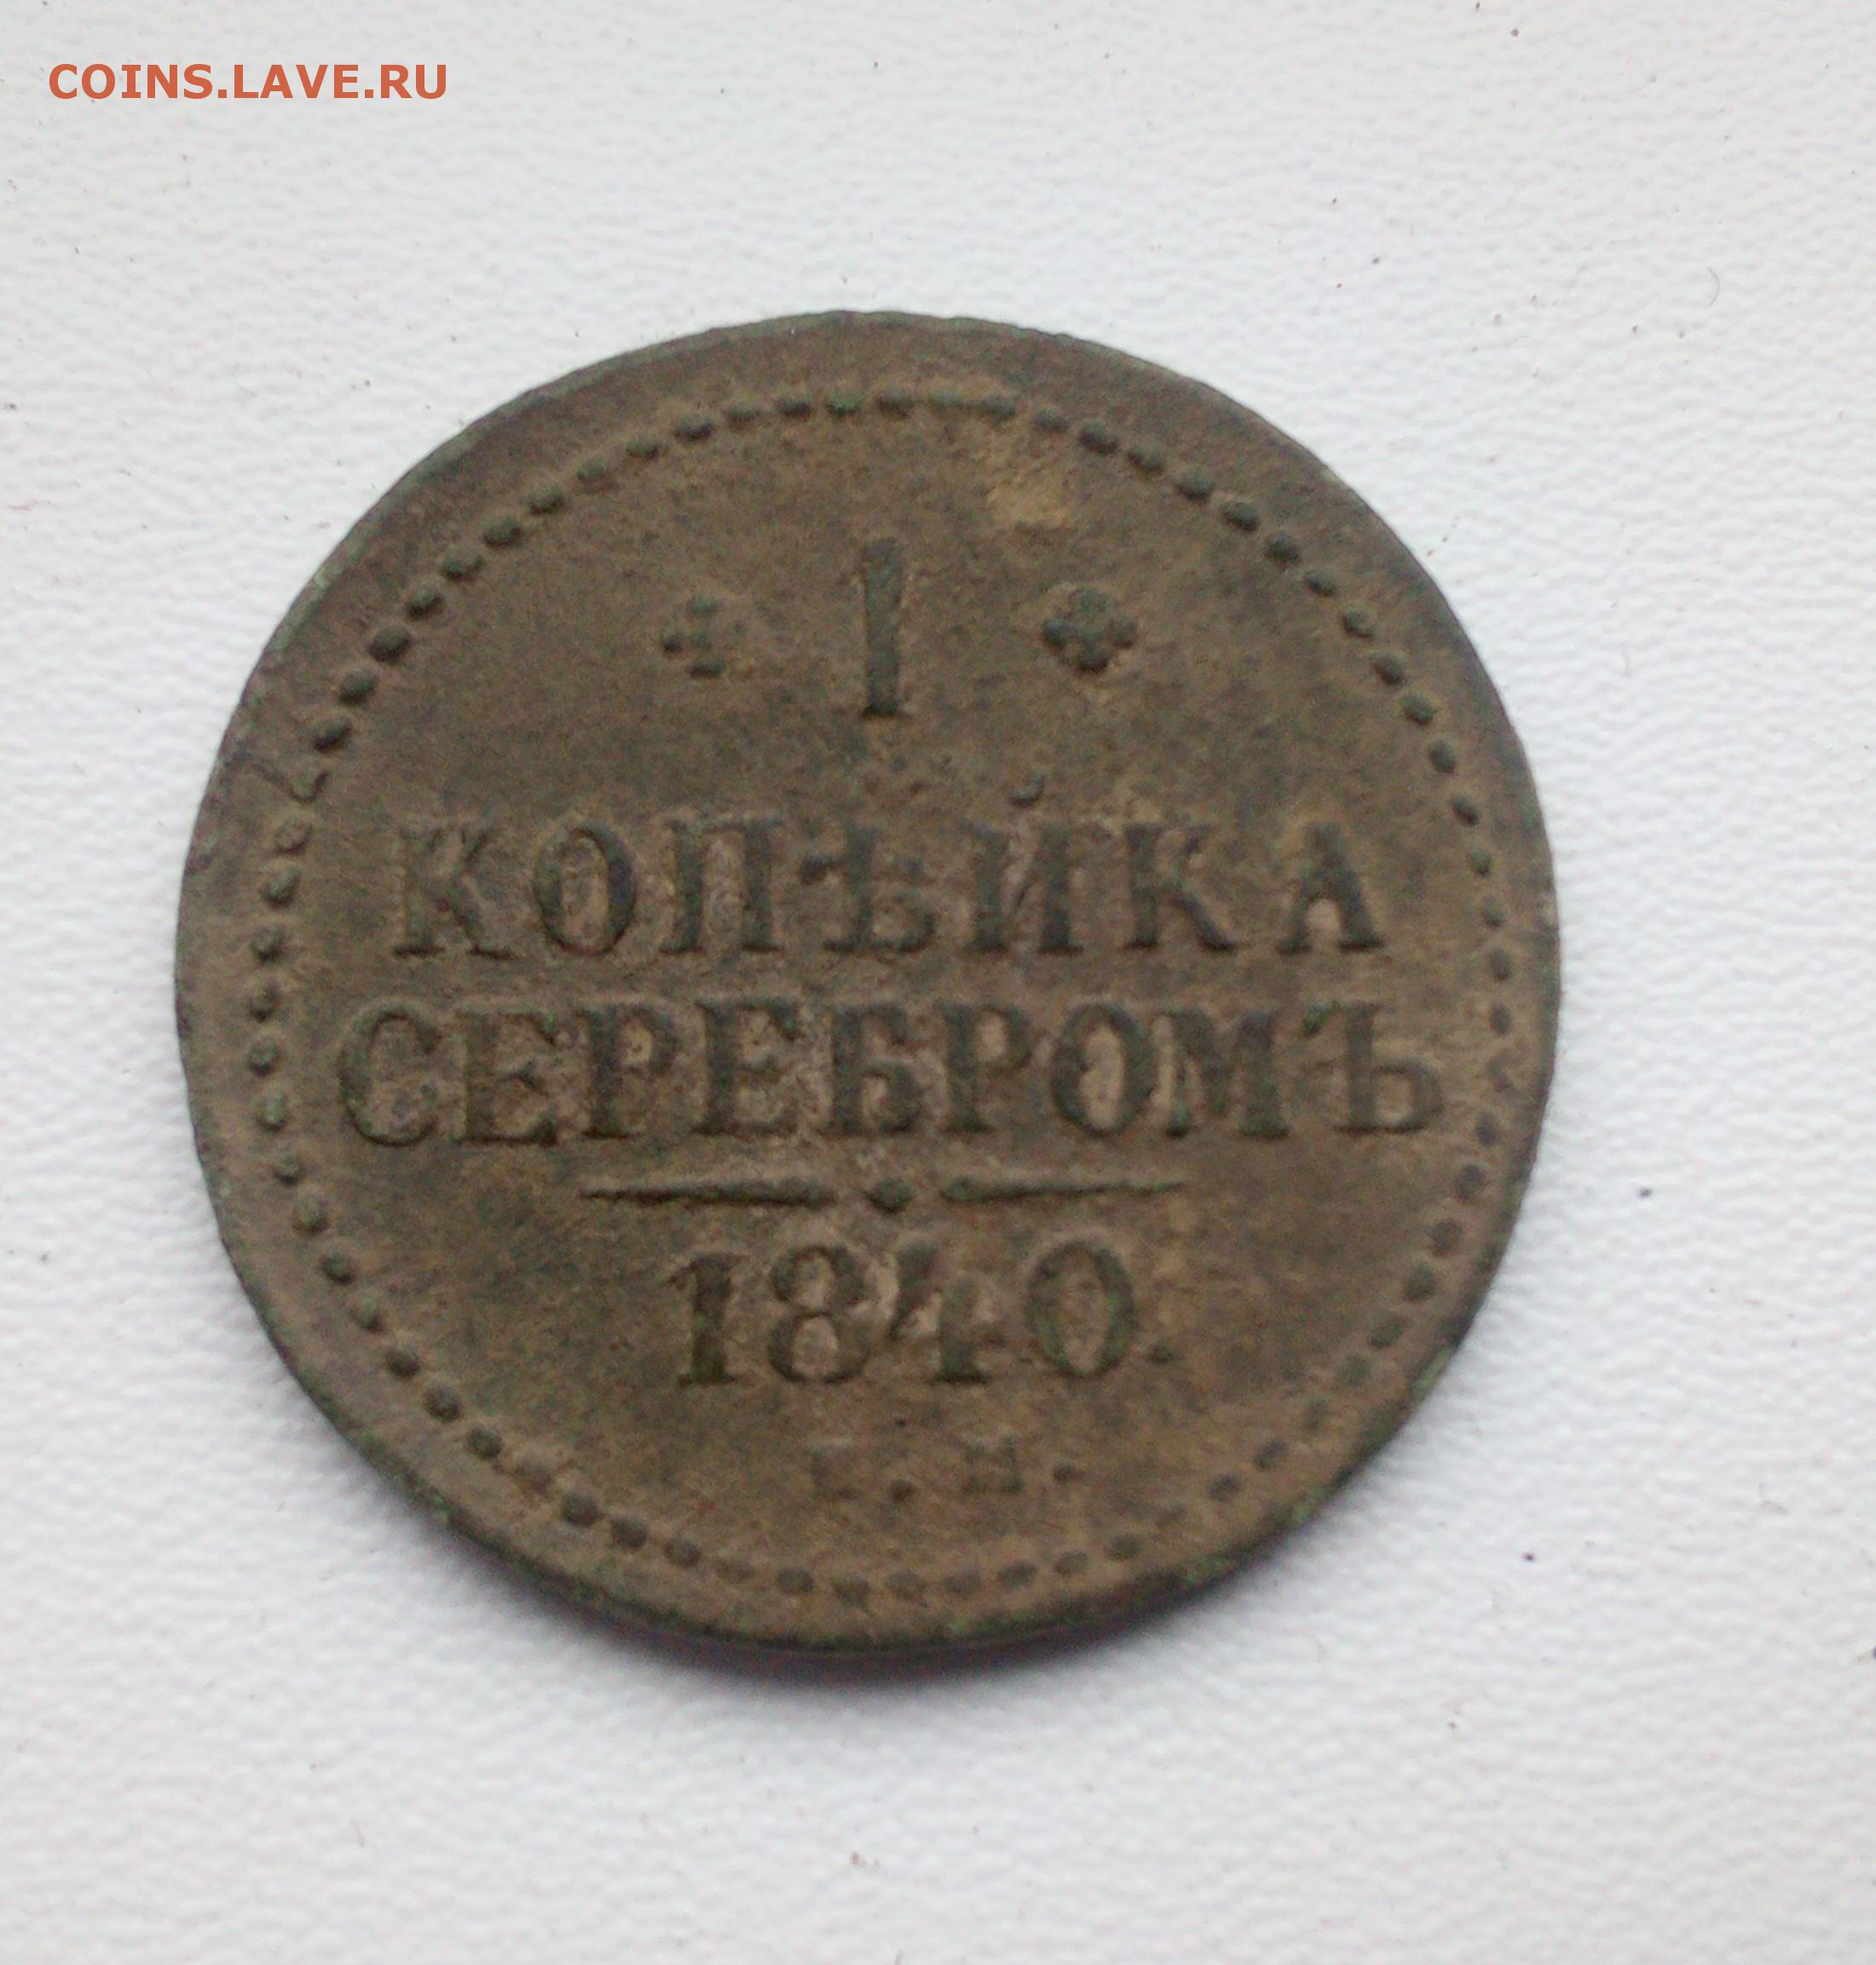 COINS.LAVE.RU
1
КОПѢЙКА
СЕРЕБРОМЪ
1840.